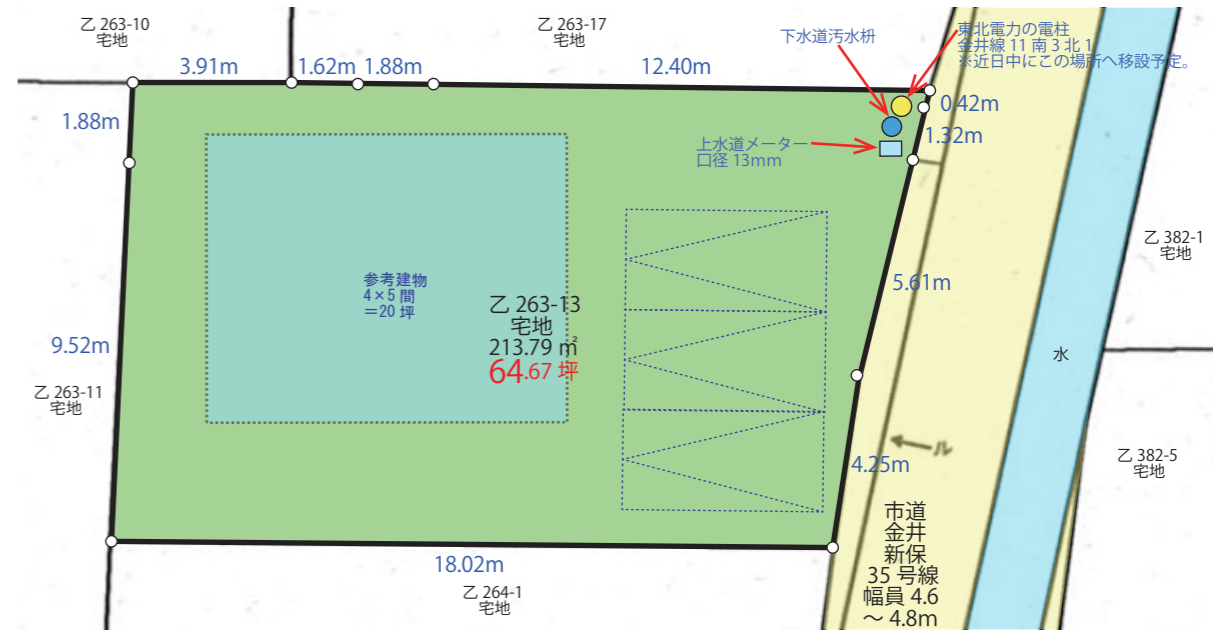 乙 263-10
宅地
乙 263-17
宅地
下水道汚水枡
東北電力の電柱
金井線 11 南 3 北 1
※近日中にこの場所へ移設予定。
3.91m
1.62m
1.88m
12.40m
0.42m
1.88m
1.32m
上水道メーター
口径 13mm
乙 382-1
宅地
参考建物
4×5 間
＝20 坪
5.61m
乙 263-13
宅地
213.79 ㎡
64.67 坪
9.52m
水
乙 263-11
宅地
ル
4.25m
乙 382-5
宅地
市道
金井
新保
35 号線
幅員 4.6
～ 4.8m
18.02m
乙 264-1
宅地